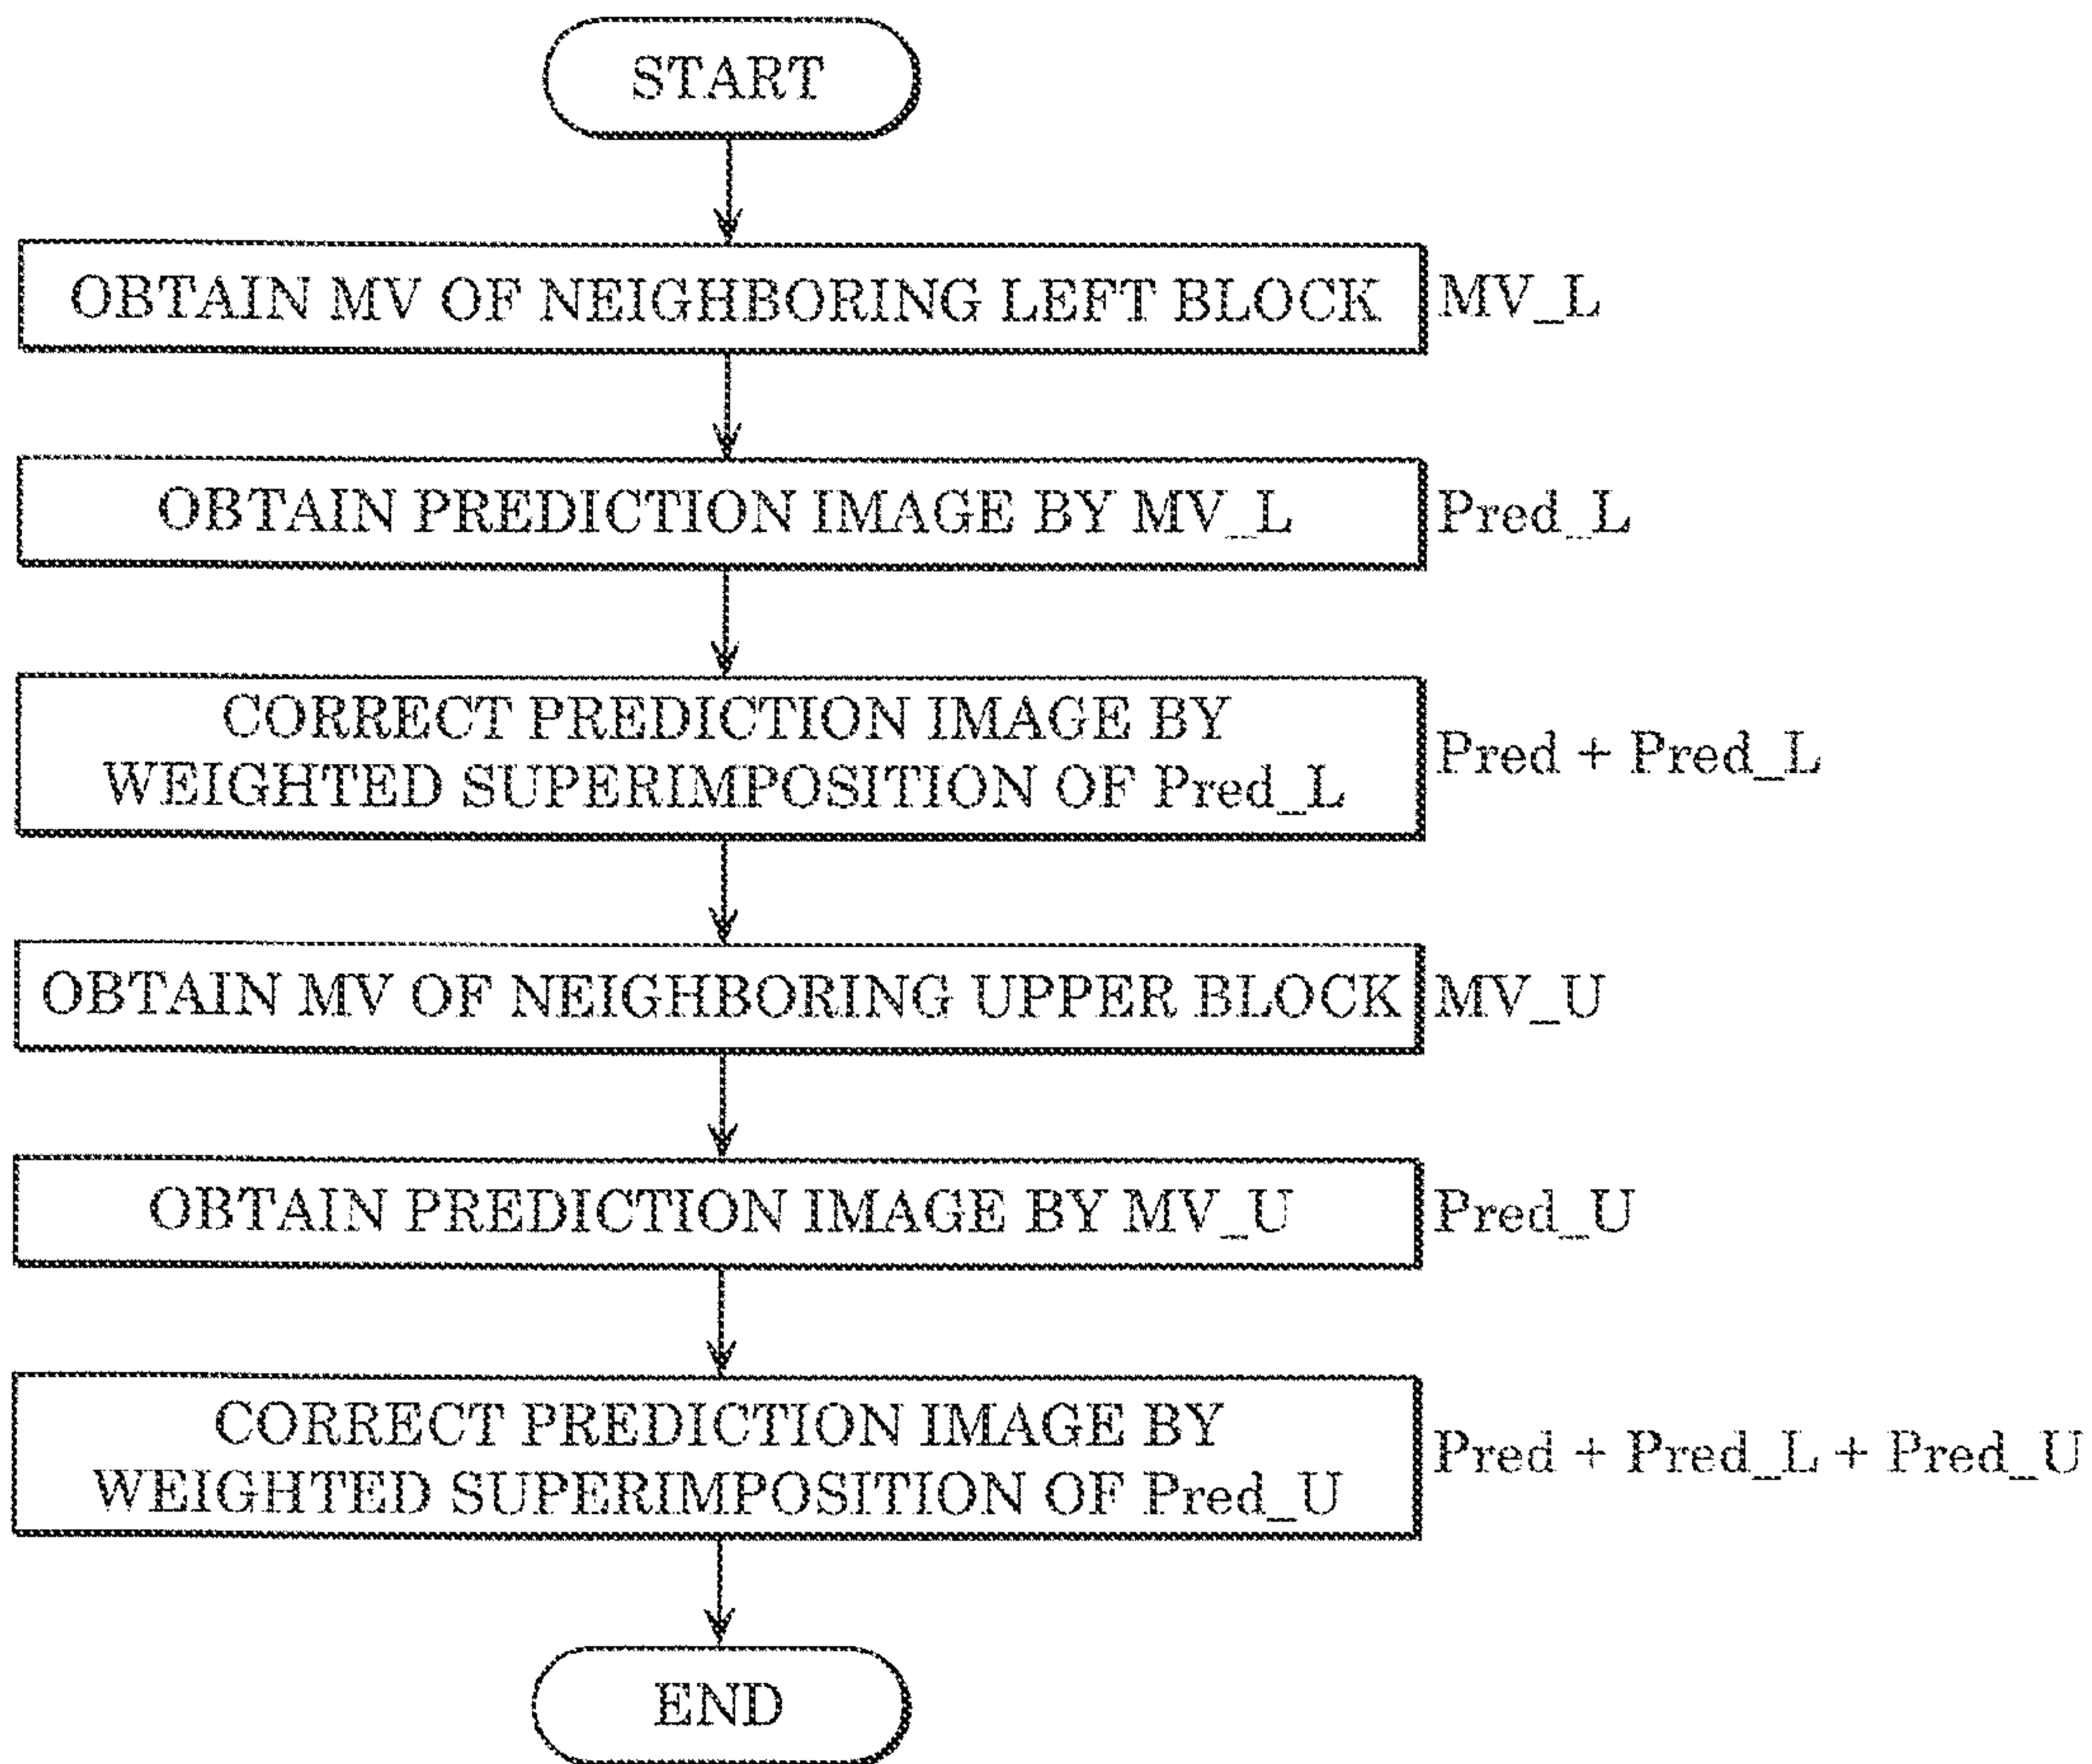 START
OBTAIN MV OF NEIGHBORING LEFT BLOCK
MV_L
OBTAIN PREDICTION IMAGE BY MV_L
Pred_L
CORRECT PREDICTION IMAGE BY
WEIGHTED SUPERIMPOSITION OF Pred_L
Pred + Pred_L
OBTAIN MV OF NEIGHBORING UPPER BLOCK
MV_U
OBTAIN PREDICTION IMAGE BY MV_U
Pred_U
CORRECT PREDICTION IMAGE BY
WEIGHTED SUPERIMPOSITION OF Pred_U
Pred + Pred_L + Pred_U
END